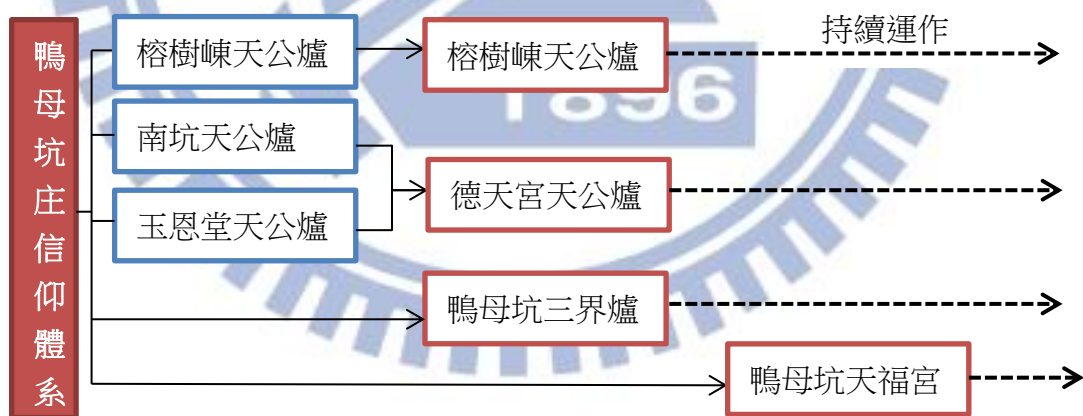 鴨母坑庄信仰體系
榕樹崠天公爐
榕樹崠天公爐
持續運作
1896
南坑天公爐
德天宮天公爐
玉恩堂天公爐
鴨母坑三界爐
鴨母坑天福宮